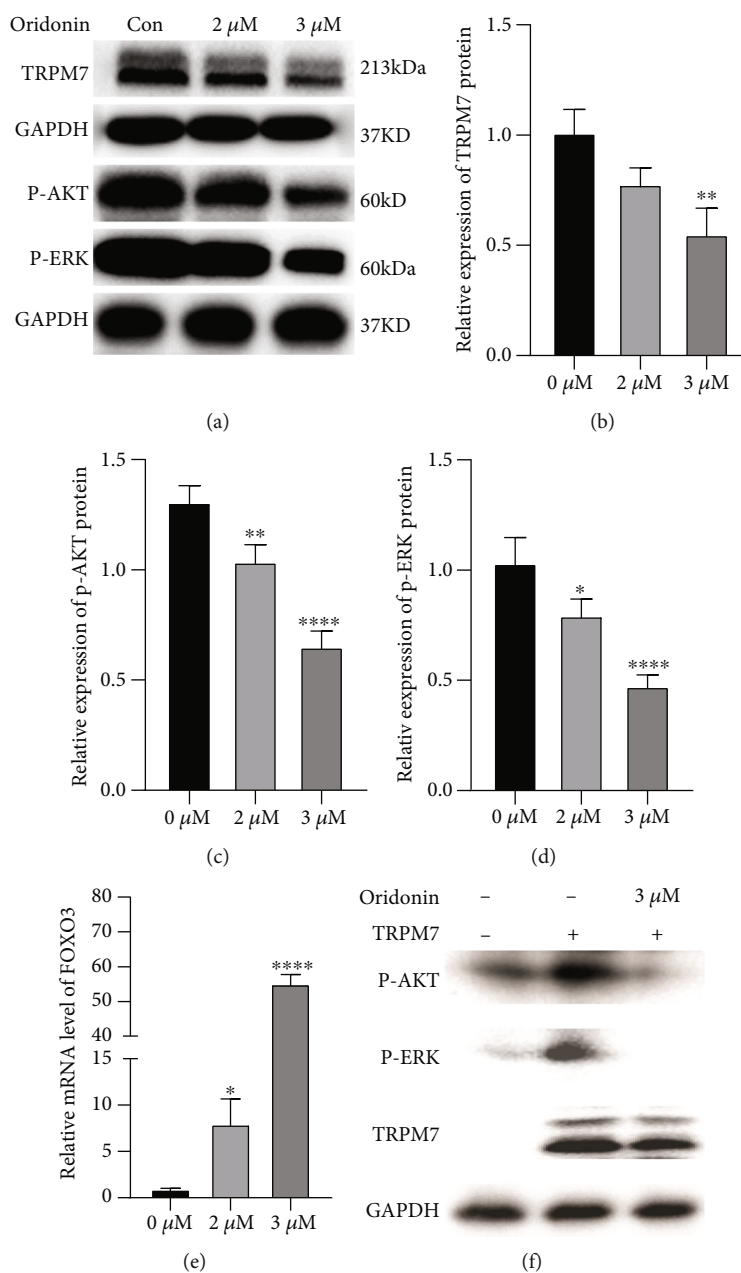 Oridonin Con 2 μM 3 μM
TRPM7 213kDa
GAPDH 37KD
P-AKT 60kD
P-ERK 60kDa
GAPDH 37KD
(a)
Relative expression of TRPM7 protein
1.5
1.0
0.5
0.0
**
0 μM 2 μM 3 μM
(b)
Relative expression of p-AKT protein
1.5
1.0
0.5
0.0
**
****
0 μM 2 μM 3 μM
(c)
Relativ eexpression of p-ERK protein
1.5
1.0
0.5
0.0
*
****
0 μM 2 μM 3 μM
(d)
Relative mRNA level of FOXO3
80
70
60
50
40
15
10
5
0
*
****
0 μM 2 μM 3 μM
(e)
Oridonin – – 3 μM
TRPM7 – + +
P-AKT
P-ERK
TRPM7
GAPDH
(f)